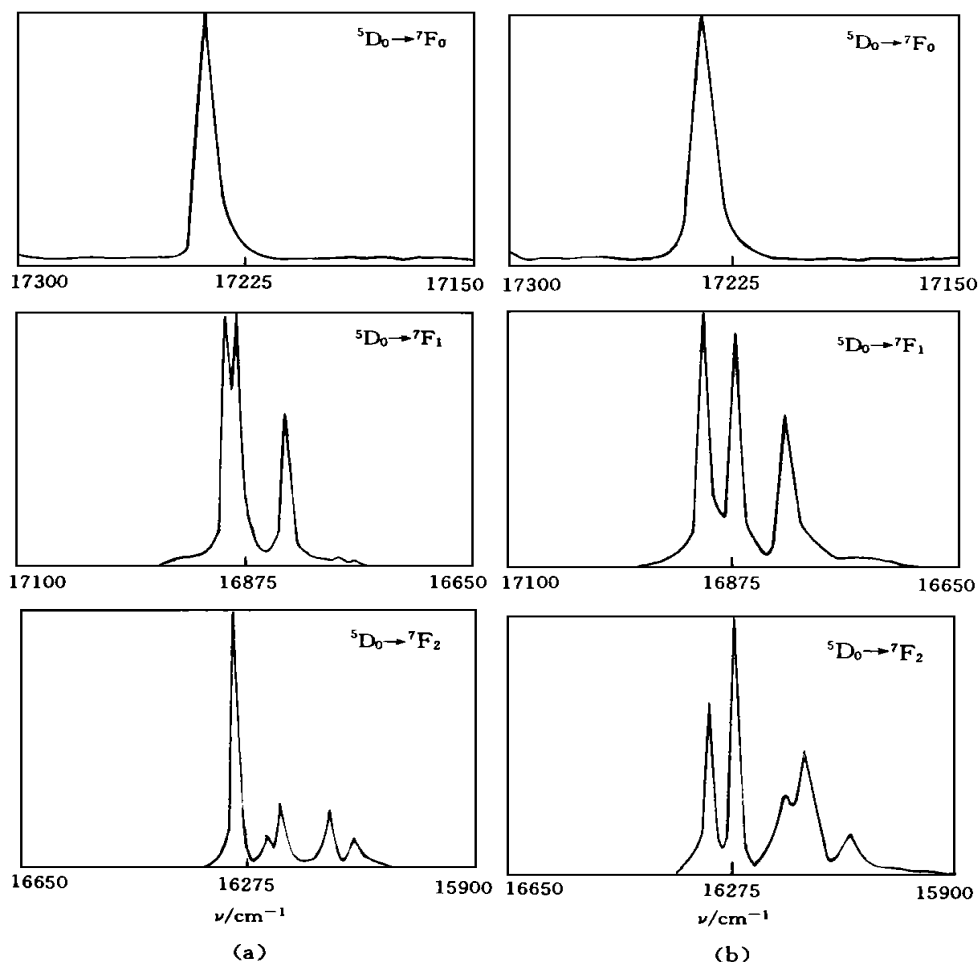 ⁵D₀→⁷F₀
17300 17225 17150
⁵D₀→⁷F₁
17100 16875 16650
⁵D₀→⁷F₂
16650 16275 15900
ν/cm⁻¹
(a)
⁵D₀→⁷F₀
17300 17225 17150
⁵D₀→⁷F₁
17100 16875 16650
⁵D₀→⁷F₂
16650 16275 15900
ν/cm⁻¹
(b)